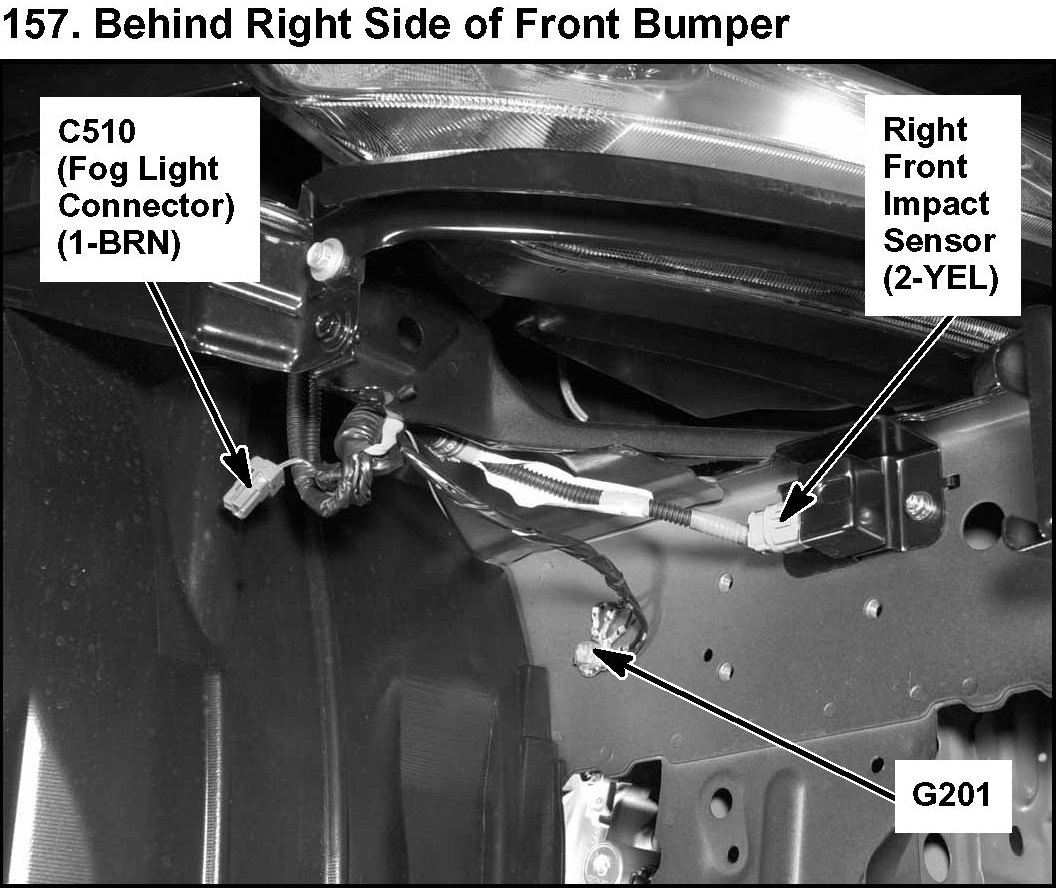 157. Behind Right Side of Front Bumper
C510
(Fog Light
Connector)
(1-BRN)
Right
Front
Impact
Sensor
(2-YEL)
G201